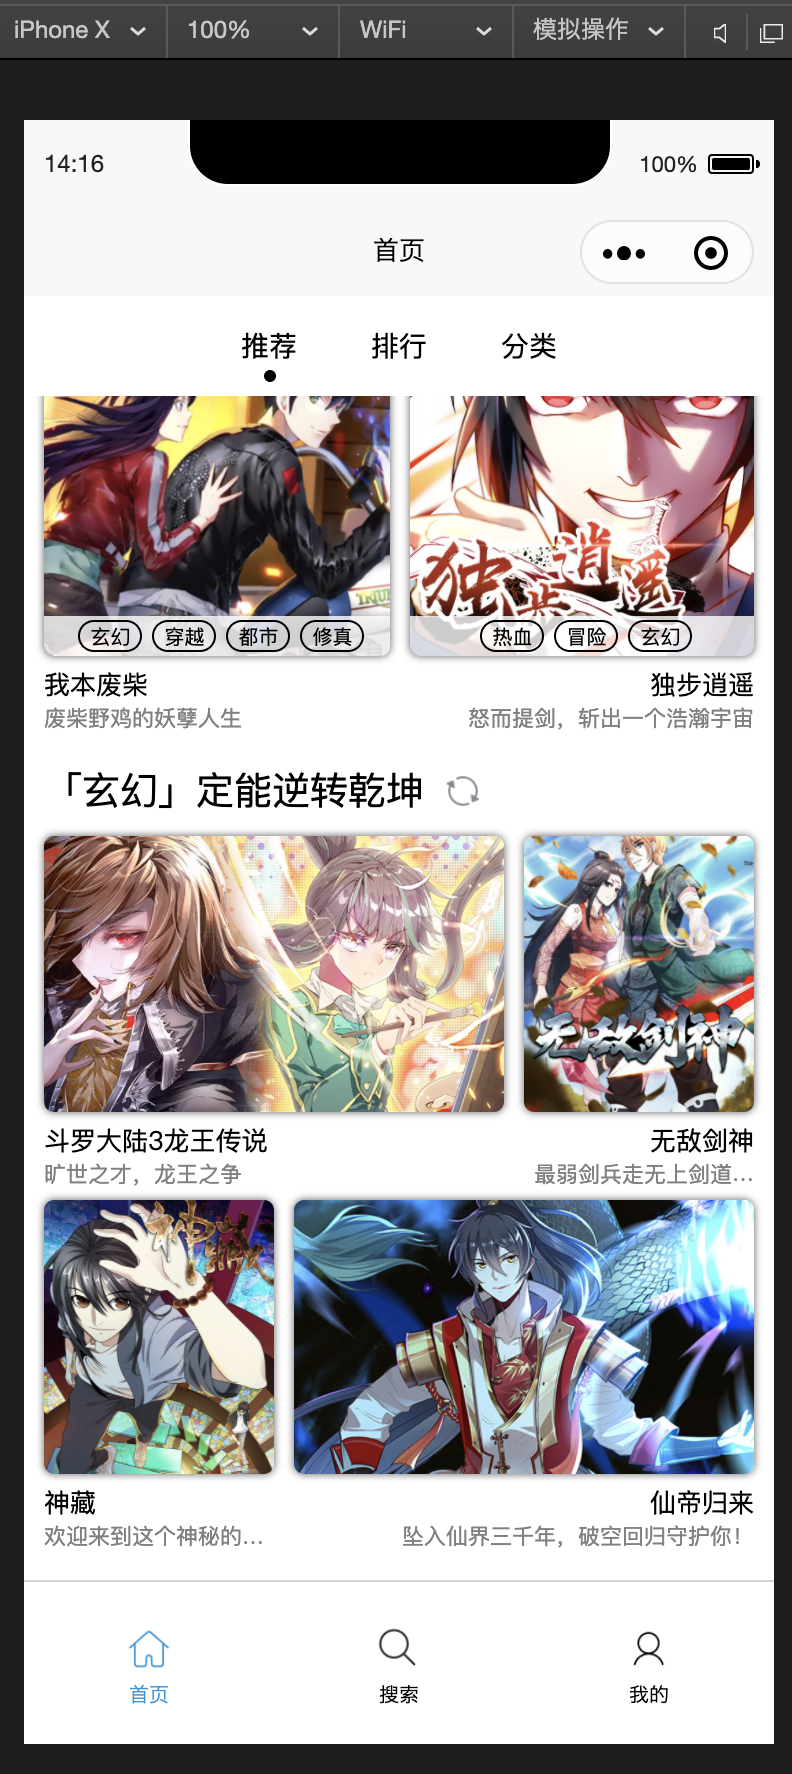 iPhone X 100% WiFi 模拟操作
14:16 100%
首页
推荐 排行 分类
TRIUM
独步逍遥
玄幻 穿越 都市 修真 热血 冒险 玄幻
我本废柴 独步逍遥
废柴野鸡的妖孽人生 怒而提剑，斩出一个浩瀚宇宙
「玄幻」定能逆转乾坤
神藏
无敌剑神
斗罗大陆3龙王传说 无敌剑神
旷世之才，龙王之争 最弱剑兵走无上剑道...
神藏 仙帝归来
欢迎来到这个神秘的... 坠入仙界三千年，破空回归守护你！
首页 搜索 我的